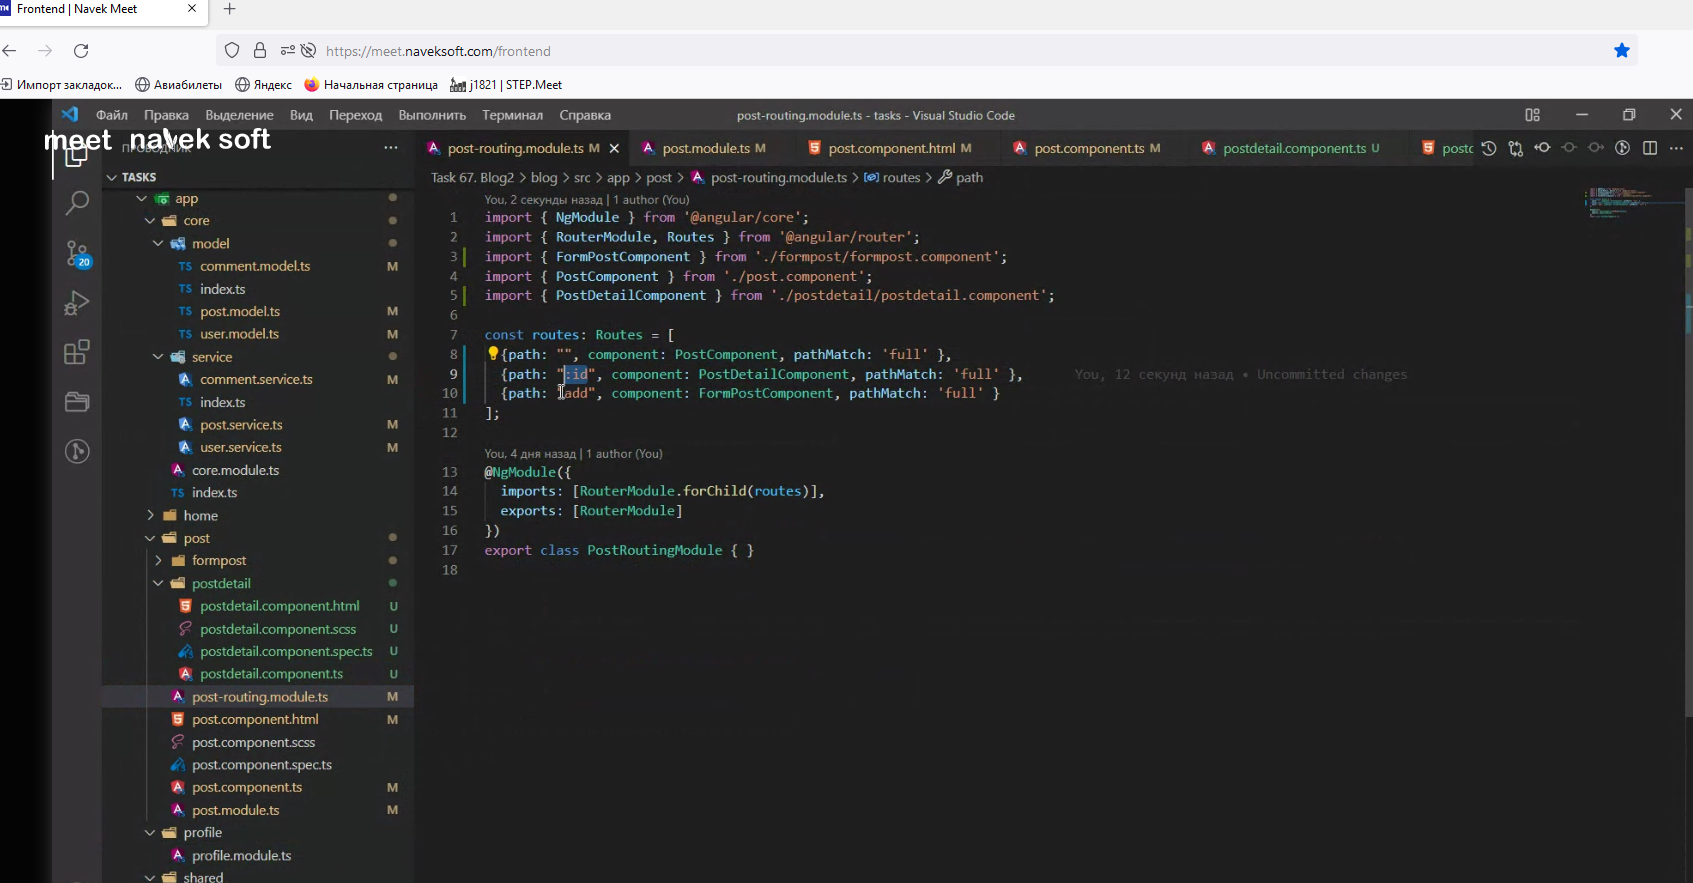 Frontend | Navek Meet
https://meet.naveksoft.com/frontend
Импорт закладок...
Авиабилеты
Яндекс
Начальная страница
j1821 | STEP.Meet
Файл Правка Выделение Вид Переход Выполнить Терминал Справка
post-routing.module.ts - tasks - Visual Studio Code
meet navek soft
ПРОВОДНИК
post-routing.module.ts M
post.module.ts M
post.component.html M
post.component.ts M
postdetail.component.ts U
postc
TASKS
Task 67. Blog2 > blog > src > app > post > post-routing.module.ts > routes > path
app
core
model
comment.model.ts M
index.ts
post.model.ts M
user.model.ts M
service
comment.service.ts M
index.ts
post.service.ts M
user.service.ts M
core.module.ts
index.ts
home
post
formpost
postdetail
postdetail.component.html U
postdetail.component.scss U
postdetail.component.spec.ts U
postdetail.component.ts U
post-routing.module.ts M
post.component.html M
post.component.scss
post.component.spec.ts
post.component.ts M
post.module.ts M
profile
profile.module.ts
shared
20
You, 2 секунды назад | 1 author (You)
1 import { NgModule } from '@angular/core';
2 import { RouterModule, Routes } from '@angular/router';
3 import { FormPostComponent } from './formpost/formpost.component';
4 import { PostComponent } from './post.component';
5 import { PostDetailComponent } from './postdetail/postdetail.component';
6
7 const routes: Routes = [
8 {path: "", component: PostComponent, pathMatch: 'full' },
9 {path: ":id", component: PostDetailComponent, pathMatch: 'full' }, You, 12 секунд назад • Uncommitted changes
10 {path: "add", component: FormPostComponent, pathMatch: 'full' }
11 ];
12
You, 4 дня назад | 1 author (You)
13 @NgModule({
14 imports: [RouterModule.forChild(routes)],
15 exports: [RouterModule]
16 })
17 export class PostRoutingModule { }
18